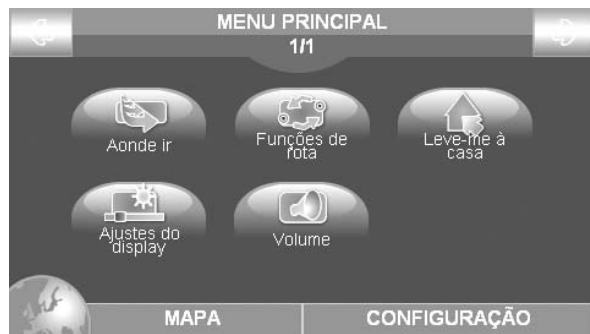 MENU PRINCIPAL
1/1
Aonde ir
Funções de
rota
Leve-me à
casa
Ajustes do
display
Volume
MAPA
CONFIGURAÇÃO